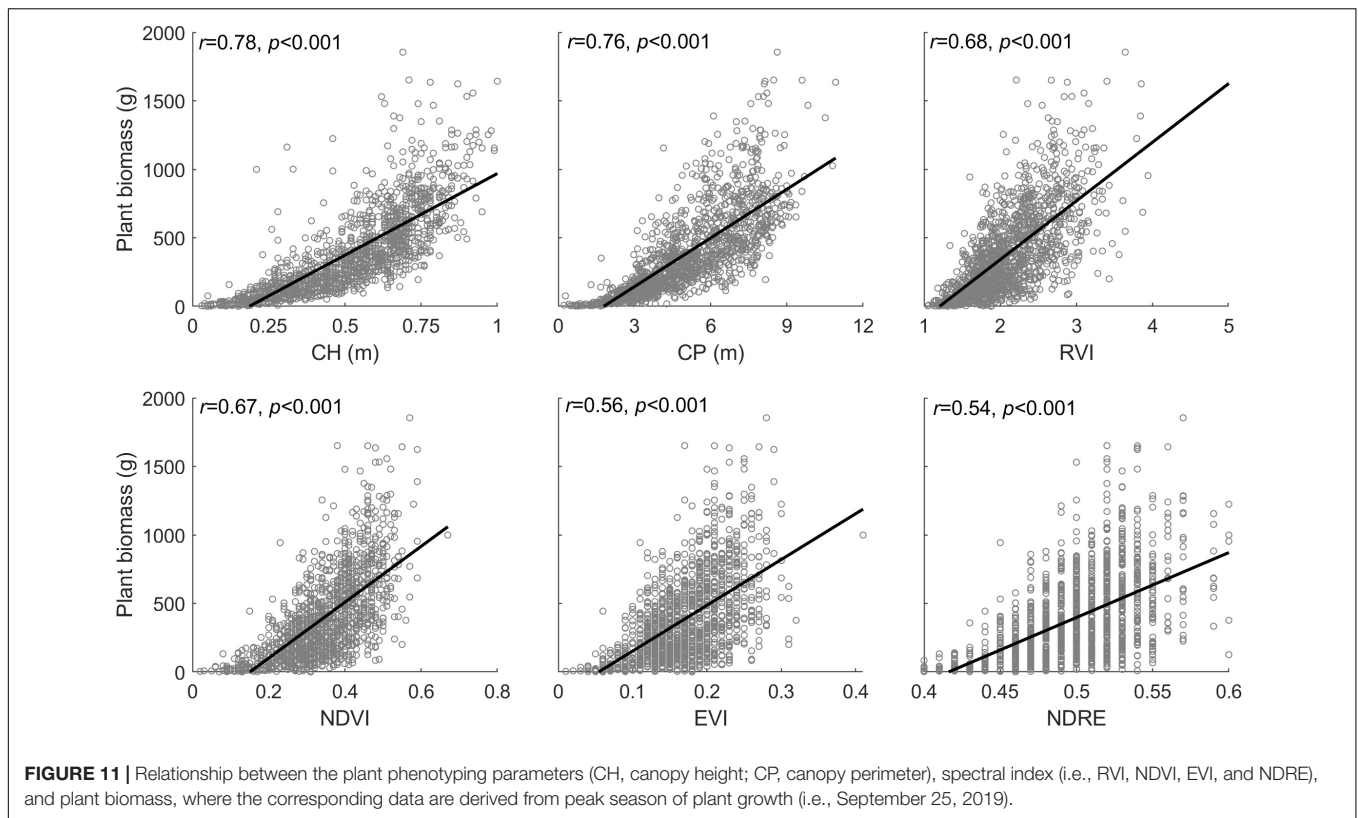 r=0.78, p<0.001
r=0.76, p<0.001
r=0.68, p<0.001
2000
1500
1000
500
0
Plant biomass (g)
0 0.25 0.5 0.75 1
0 3 6 9 12
1 2 3 4 5
CH (m)
CP (m)
RVI
r=0.67, p<0.001
r=0.56, p<0.001
r=0.54, p<0.001
2000
1500
1000
500
0
Plant biomass (g)
0 0.2 0.4 0.6 0.8
0 0.1 0.2 0.3 0.4
0.4 0.45 0.5 0.55 0.6
NDVI
EVI
NDRE
FIGURE 11 | Relationship between the plant phenotyping parameters (CH, canopy height; CP, canopy perimeter), spectral index (i.e., RVI, NDVI, EVI, and NDRE),
and plant biomass, where the corresponding data are derived from peak season of plant growth (i.e., September 25, 2019).